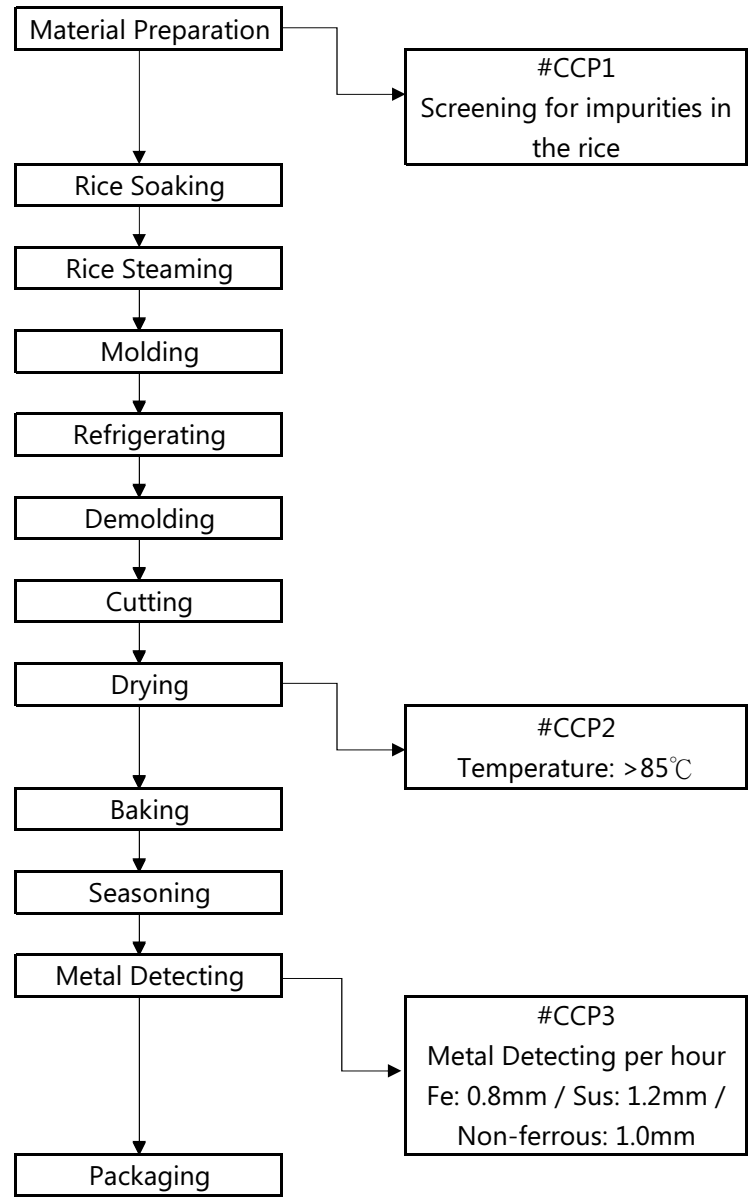 Material Preparation
#CCP1
Screening for impurities in
the rice
Rice Soaking
Rice Steaming
Molding
Refrigerating
Demolding
Cutting
Drying
#CCP2
Temperature: >85℃
Baking
Seasoning
Metal Detecting
#CCP3
Metal Detecting per hour
Fe: 0.8mm / Sus: 1.2mm /
Non-ferrous: 1.0mm
Packaging